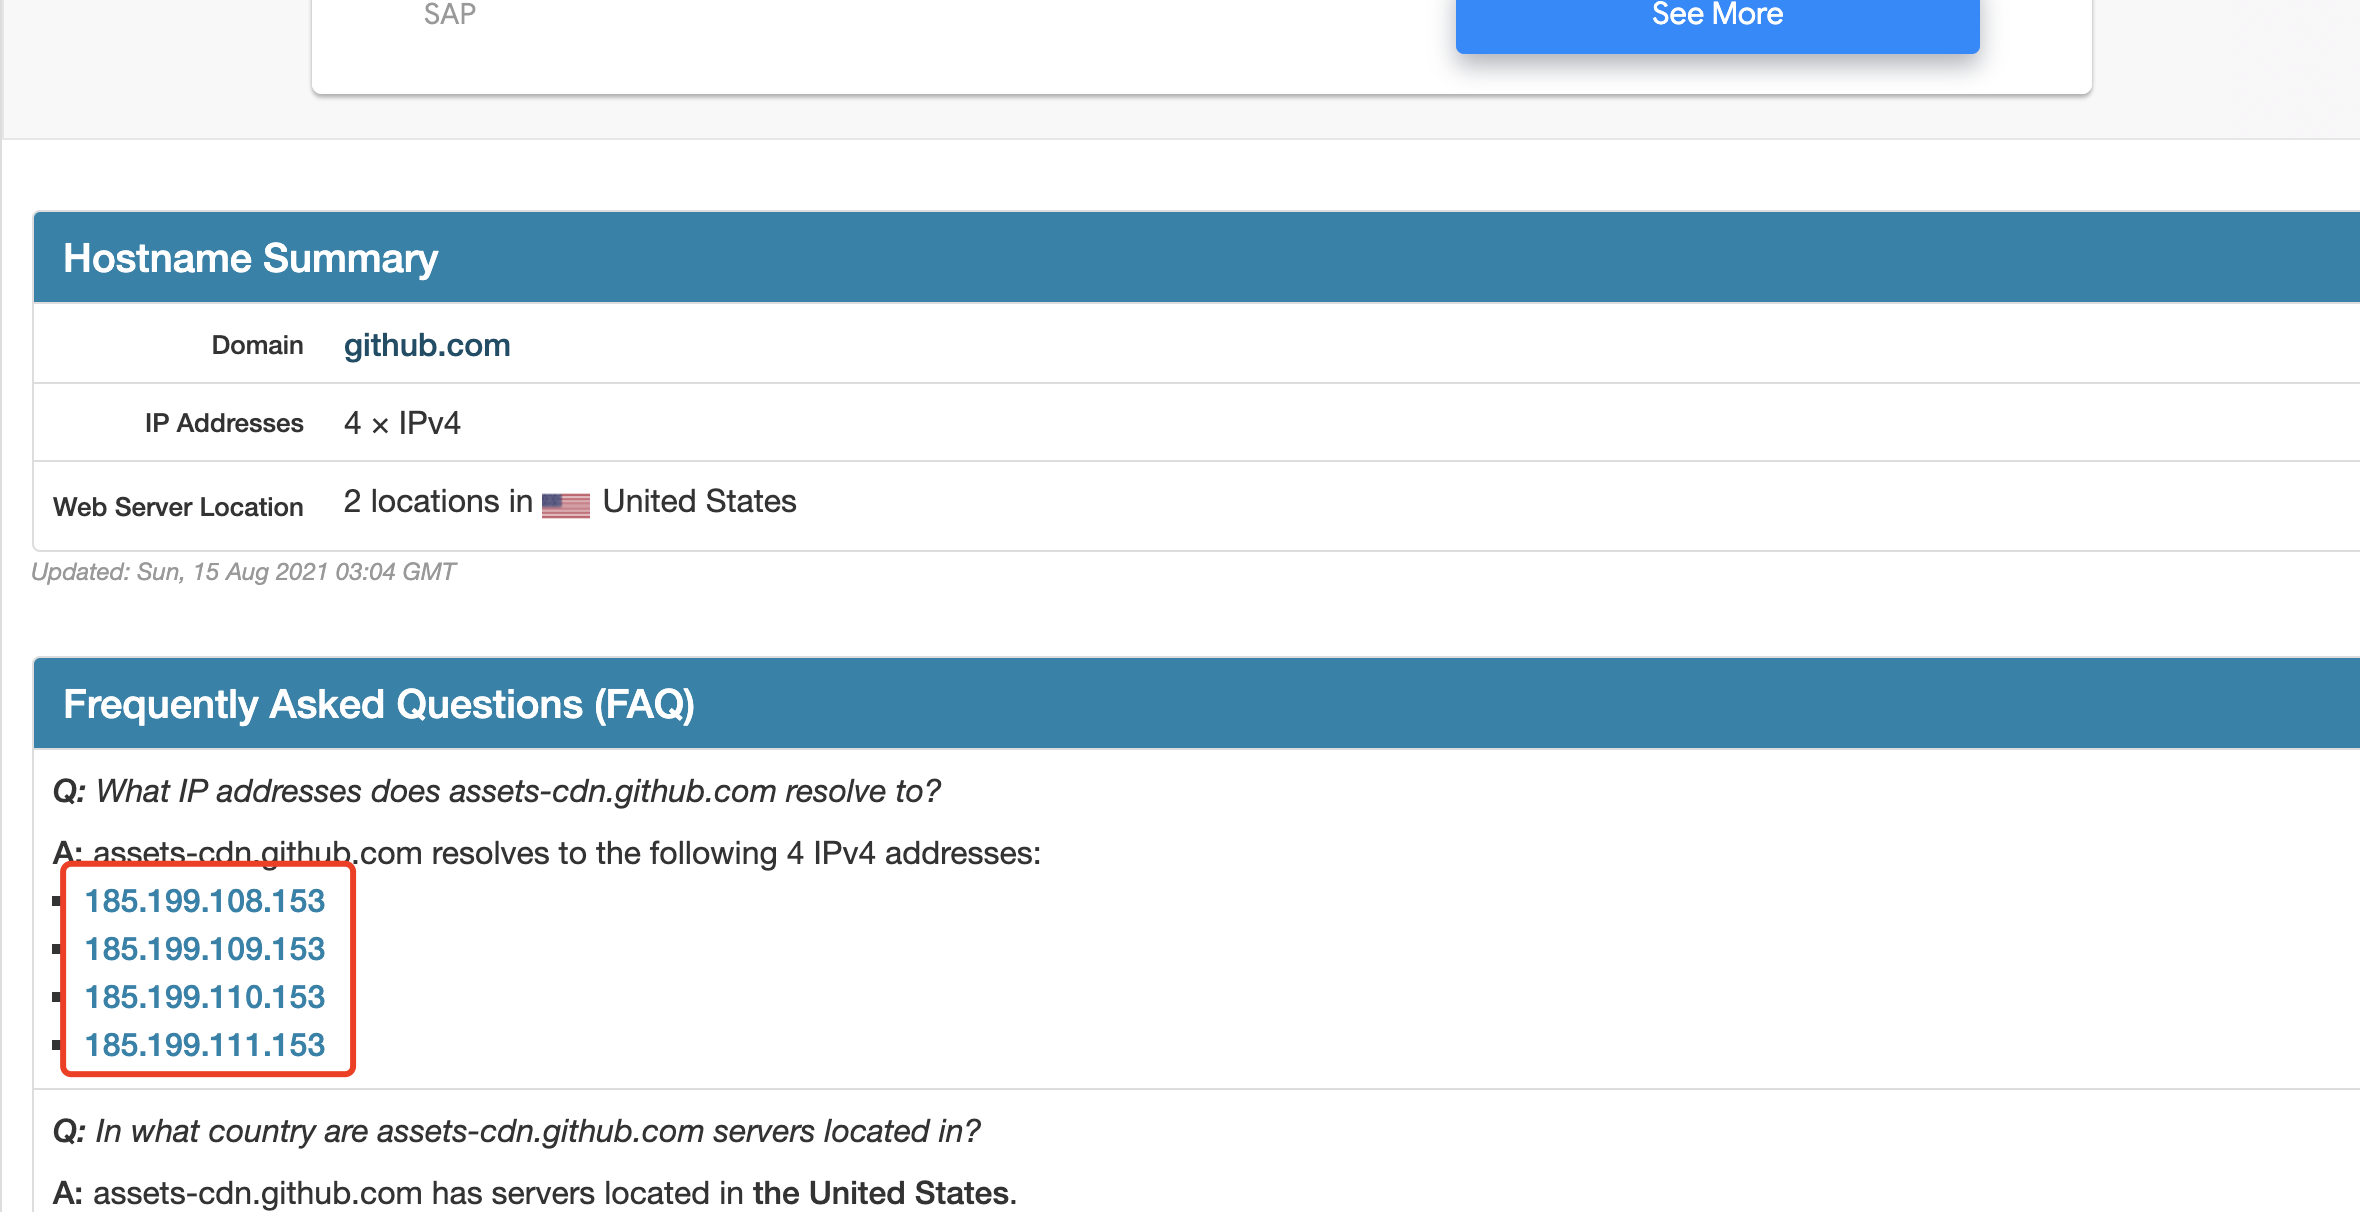 SAP
See More
Hostname Summary
Domain github.com
IP Addresses 4 × IPv4
Web Server Location 2 locations in United States
Updated: Sun, 15 Aug 2021 03:04 GMT
Frequently Asked Questions (FAQ)
Q: What IP addresses does assets-cdn.github.com resolve to?
A: assets-cdn.github.com resolves to the following 4 IPv4 addresses:
185.199.108.153
185.199.109.153
185.199.110.153
185.199.111.153
Q: In what country are assets-cdn.github.com servers located in?
A: assets-cdn.github.com has servers located in the United States.